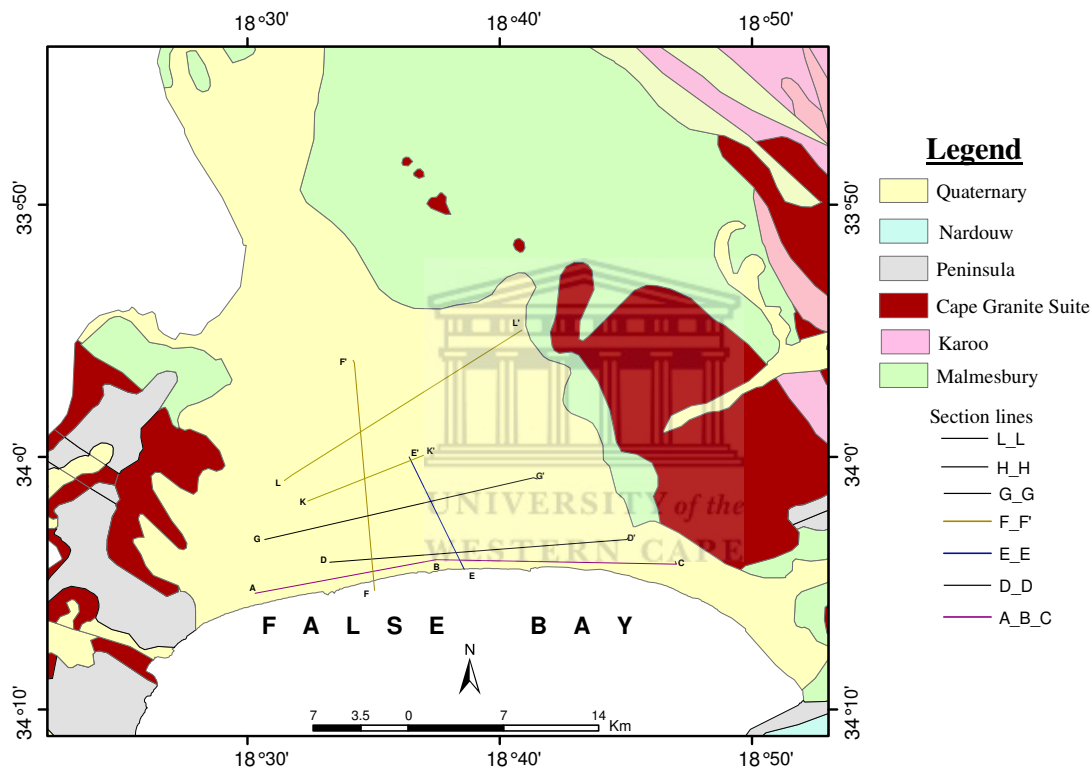 18°30' 18°40' 18°50'
33°50' 33°50'
34°0' 34°0'
34°10' 34°10'
18°30' 18°40' 18°50'
L'
F'
E' K'
L
K
G'
G
D D'
B C
E
A
F
UNIVERSITY of the
WESTERN CAPE
FALSE BAY
N
7 3.5 0 7 14
Km
Legend
Quaternary
Nardouw
Peninsula
Cape Granite Suite
Karoo
Malmesbury
Section lines
L_L
H_H
G_G
F_F'
E_E
D_D
A_B_C